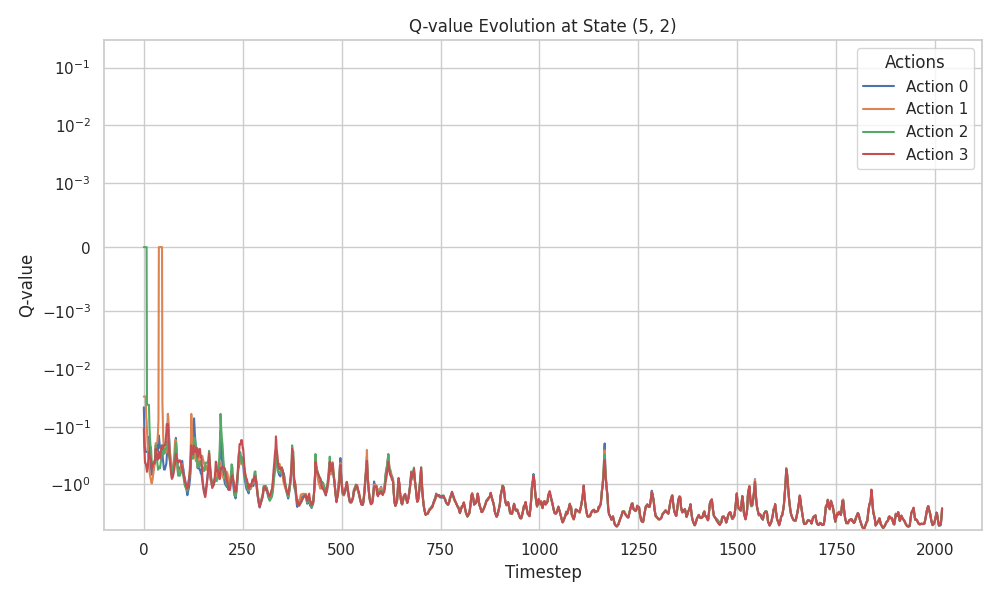 Q-value Evolution at State (5, 2)
Q-value
10⁻¹
10⁻²
10⁻³
0
−10⁻³
−10⁻²
−10⁻¹
−10⁰
Actions
Action 0
Action 1
Action 2
Action 3
0 250 500 750 1000 1250 1500 1750 2000
Timestep